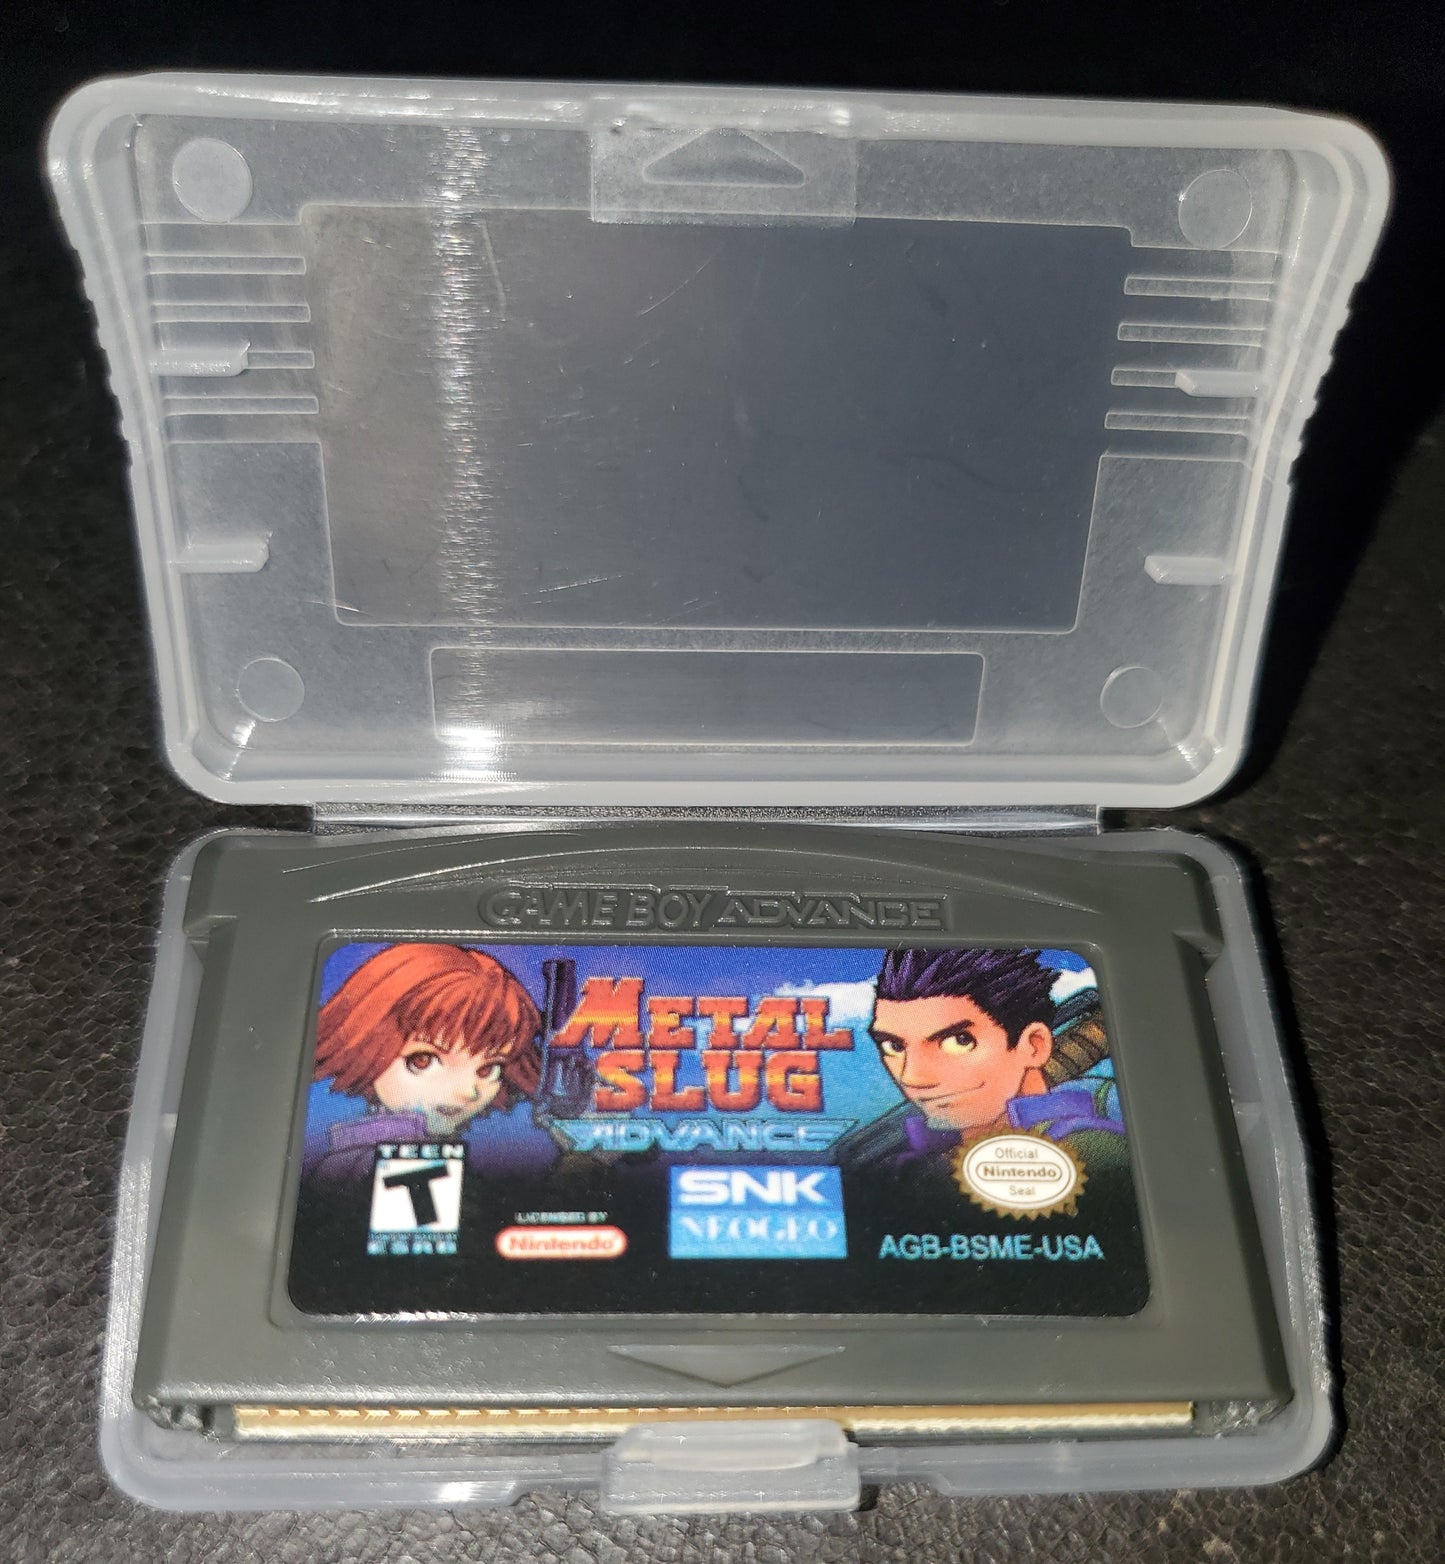 GAME BOY ADVANCE
METAL
SLUG
ADVANCE
TEEN
T
ESRB
LICENSED BY
Nintendo
SNK
NEOGEO
Official
Nintendo
Seal
AGB-BSME-USA